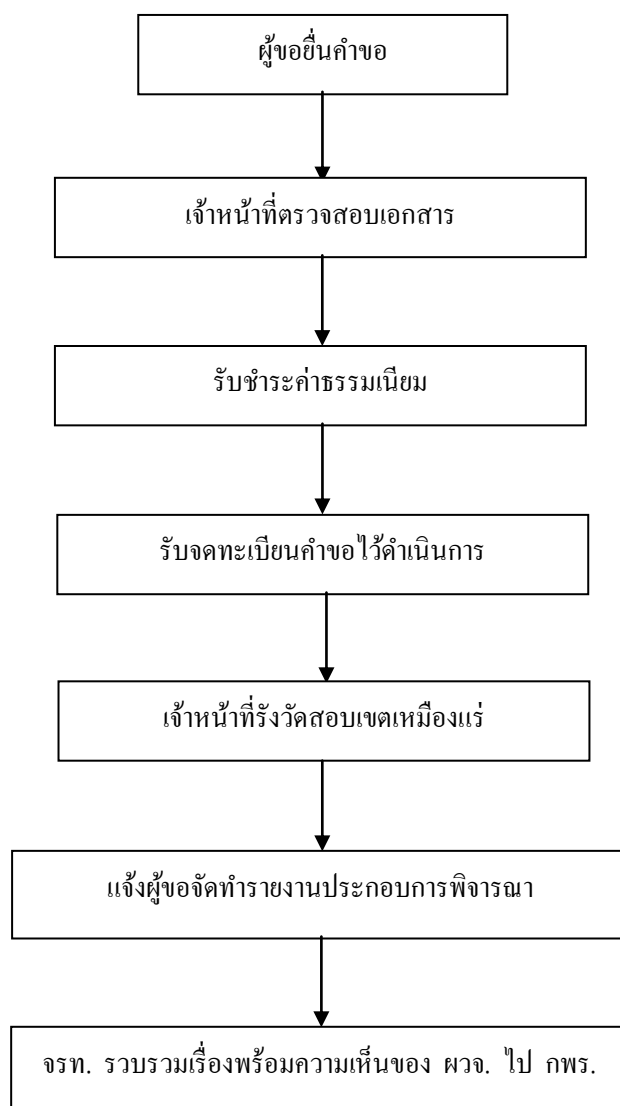 ผู้ขอยื่นคำขอ
เจ้าหน้าที่ตรวจสอบเอกสาร
รับชำระค่าธรรมเนียม
รับจดทะเบียนคำขอไว้ดำเนินการ
เจ้าหน้าที่รังวัดสอบเขตเหมืองแร่
แจ้งผู้ขอจัดทำรายงานประกอบการพิจารณา
จรท. รวบรวมเรื่องพร้อมความเห็นของ ผวจ. ไป กพร.